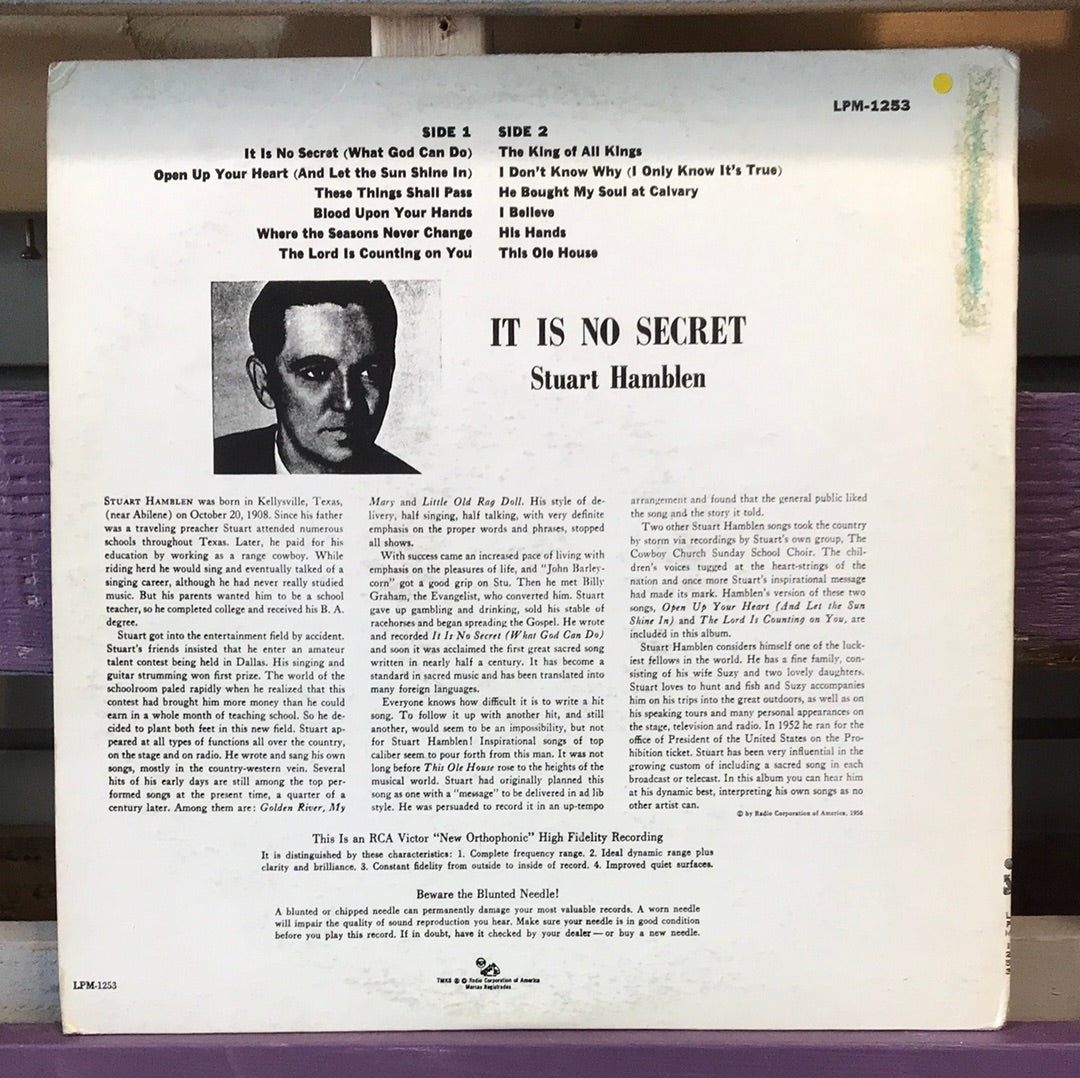 LPM-1253
SIDE 1
It Is No Secret (What God Can Do)
Open Up Your Heart (And Let the Sun Shine In)
These Things Shall Pass
Blood Upon Your Hands
Where the Seasons Never Change
The Lord Is Counting on You
SIDE 2
The King of All Kings
I Don't Know Why (I Only Know It's True)
He Bought My Soul at Calvary
I Believe
His Hands
This Ole House
IT IS NO SECRET
Stuart Hamblen
STUART HAMBLEN was born in Kellysville, Texas,
(near Abilene) on October 20, 1908. Since his father
was a traveling preacher Stuart attended numerous
schools throughout Texas. Later, he paid for his
education by working as a range cowboy. While
riding herd he would sing and eventually talked of a
singing career, although he had never really studied
music. But his parents wanted him to be a school
teacher, so he completed college and received his B. A.
degree.
Stuart got into the entertainment field by accident.
Stuart's friends insisted that he enter an amateur
talent contest being held in Dallas. His singing and
guitar strumming won first prize. The world of the
schoolroom paled rapidly when he realized that this
contest had brought him more money than he could
earn in a whole month of teaching school. So he de-
cided to plant both feet in this new field. Stuart ap-
peared at all types of functions all over the country,
on the stage and on radio. He wrote and sang his own
songs, mostly in the country-western vein. Several
hits of his early days are still among the top per-
formed songs at the present time, a quarter of a
century later. Among them are: Golden River, My
Mary and Little Old Rag Doll. His style of de-
livery, half singing, half talking, with very definite
emphasis on the proper words and phrases, stopped
all shows.
With success came an increased pace of living with
emphasis on the pleasures of life, and "John Barley-
corn" got a good grip on Stu. Then he met Billy
Graham, the Evangelist, who converted him. Stuart
gave up gambling and drinking, sold his stable of
racehorses and began spreading the Gospel. He wrote
and recorded It Is No Secret (What God Can Do)
and soon it was acclaimed the first great sacred song
written in nearly half a century. It has become a
standard in sacred music and has been translated into
many foreign languages.
Everyone knows how difficult it is to write a hit
song. To follow it up with another hit, and still
another, would seem to be an impossibility, but not
for Stuart Hamblen! Inspirational songs of top
caliber seem to pour forth from this man. It was not
long before This Ole House rose to the heights of the
musical world. Stuart had originally planned this
song as one with a "message" to be delivered in ad lib
style. He was persuaded to record it in an up-tempo
arrangement and found that the general public liked
the song and the story it told.
Two other Stuart Hamblen songs took the country
by storm via recordings by Stuart's own group, The
Cowboy Church Sunday School Choir. The chil-
dren's voices tugged at the heart-strings of the
nation and once more Stuart's inspirational message
had made its mark. Hamblen's version of these two
songs, Open Up Your Heart (And Let the Sun
Shine In) and The Lord Is Counting on You, are
included in this album.
Stuart Hamblen considers himself one of the luck-
iest fellows in the world. He has a fine family, con-
sisting of his wife Suzy and two lovely daughters.
Stuart loves to hunt and fish and Suzy accompanies
him on his trips into the great outdoors, as well as on
his speaking tours and many personal appearances on
the stage, television and radio. In 1952 he ran for the
office of President of the United States on the Pro-
hibition ticket. Stuart has been very influential in the
growing custom of including a sacred song in each
broadcast or telecast. In this album you can hear him
at his dynamic best, interpreting his own songs as no
other artist can.
© by Radio Corporation of America, 1956
This Is an RCA Victor "New Orthophonic" High Fidelity Recording
It is distinguished by these characteristics: 1. Complete frequency range. 2. Ideal dynamic range plus
clarity and brilliance. 3. Constant fidelity from outside to inside of record. 4. Improved quiet surfaces.
Beware the Blunted Needle!
A blunted or chipped needle can permanently damage your most valuable records. A worn needle
will impair the quality of sound reproduction you hear. Make sure your needle is in good condition
before you play this record. If in doubt, have it checked by your dealer — or buy a new needle.
TMKS ® © Radio Corporation of America
Marcas Registradas
LPM-1253